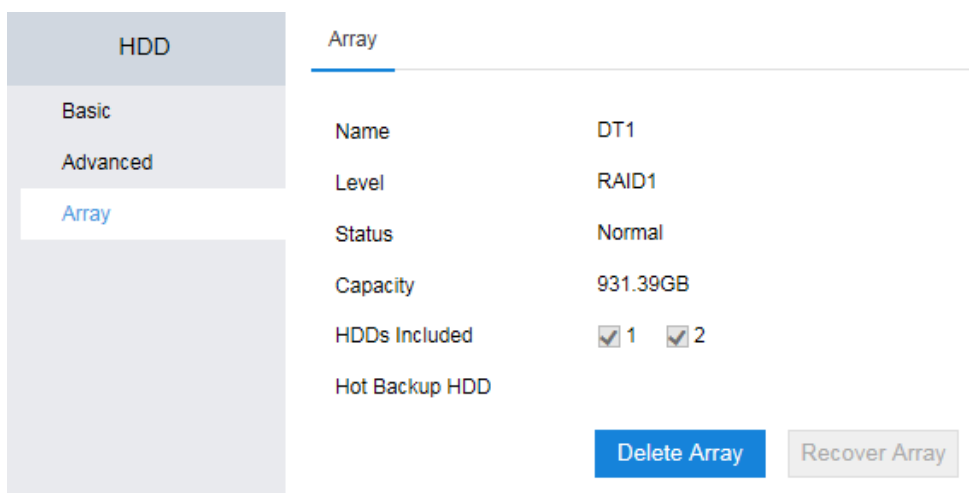 HDD
Basic
Advanced
Array
Array
Name DT1
Level RAID1
Status Normal
Capacity 931.39GB
HDDs Included 1 2
Hot Backup HDD
Delete Array Recover Array